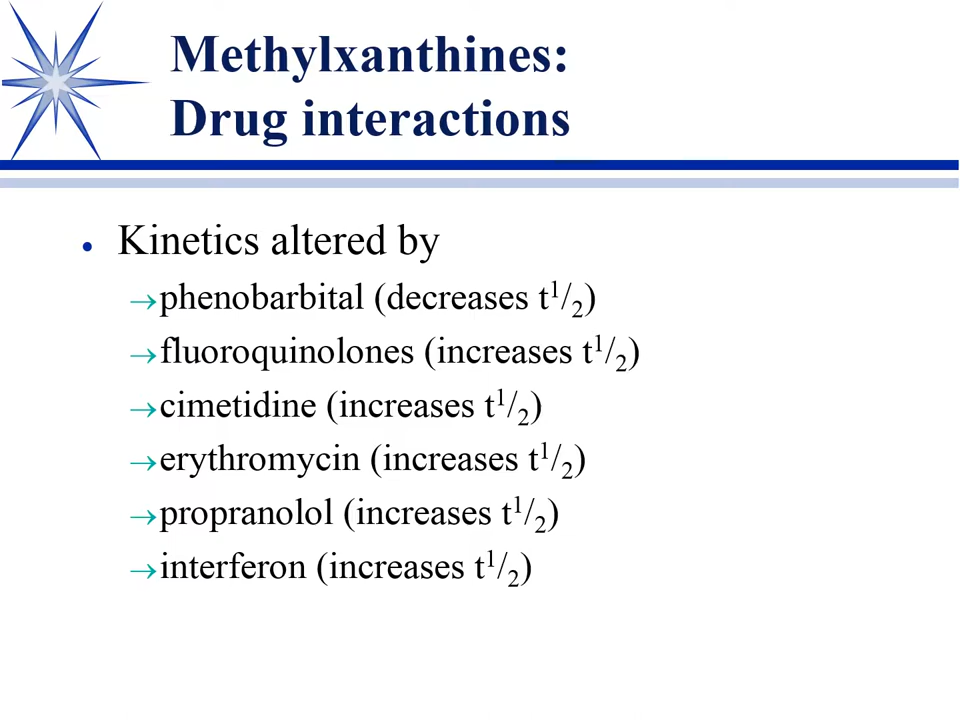 Methylxanthines:
Drug interactions
• Kinetics altered by
→phenobarbital (decreases t¹/₂)
→fluoroquinolones (increases t¹/₂)
→cimetidine (increases t¹/₂)
→erythromycin (increases t¹/₂)
→propranolol (increases t¹/₂)
→interferon (increases t¹/₂)